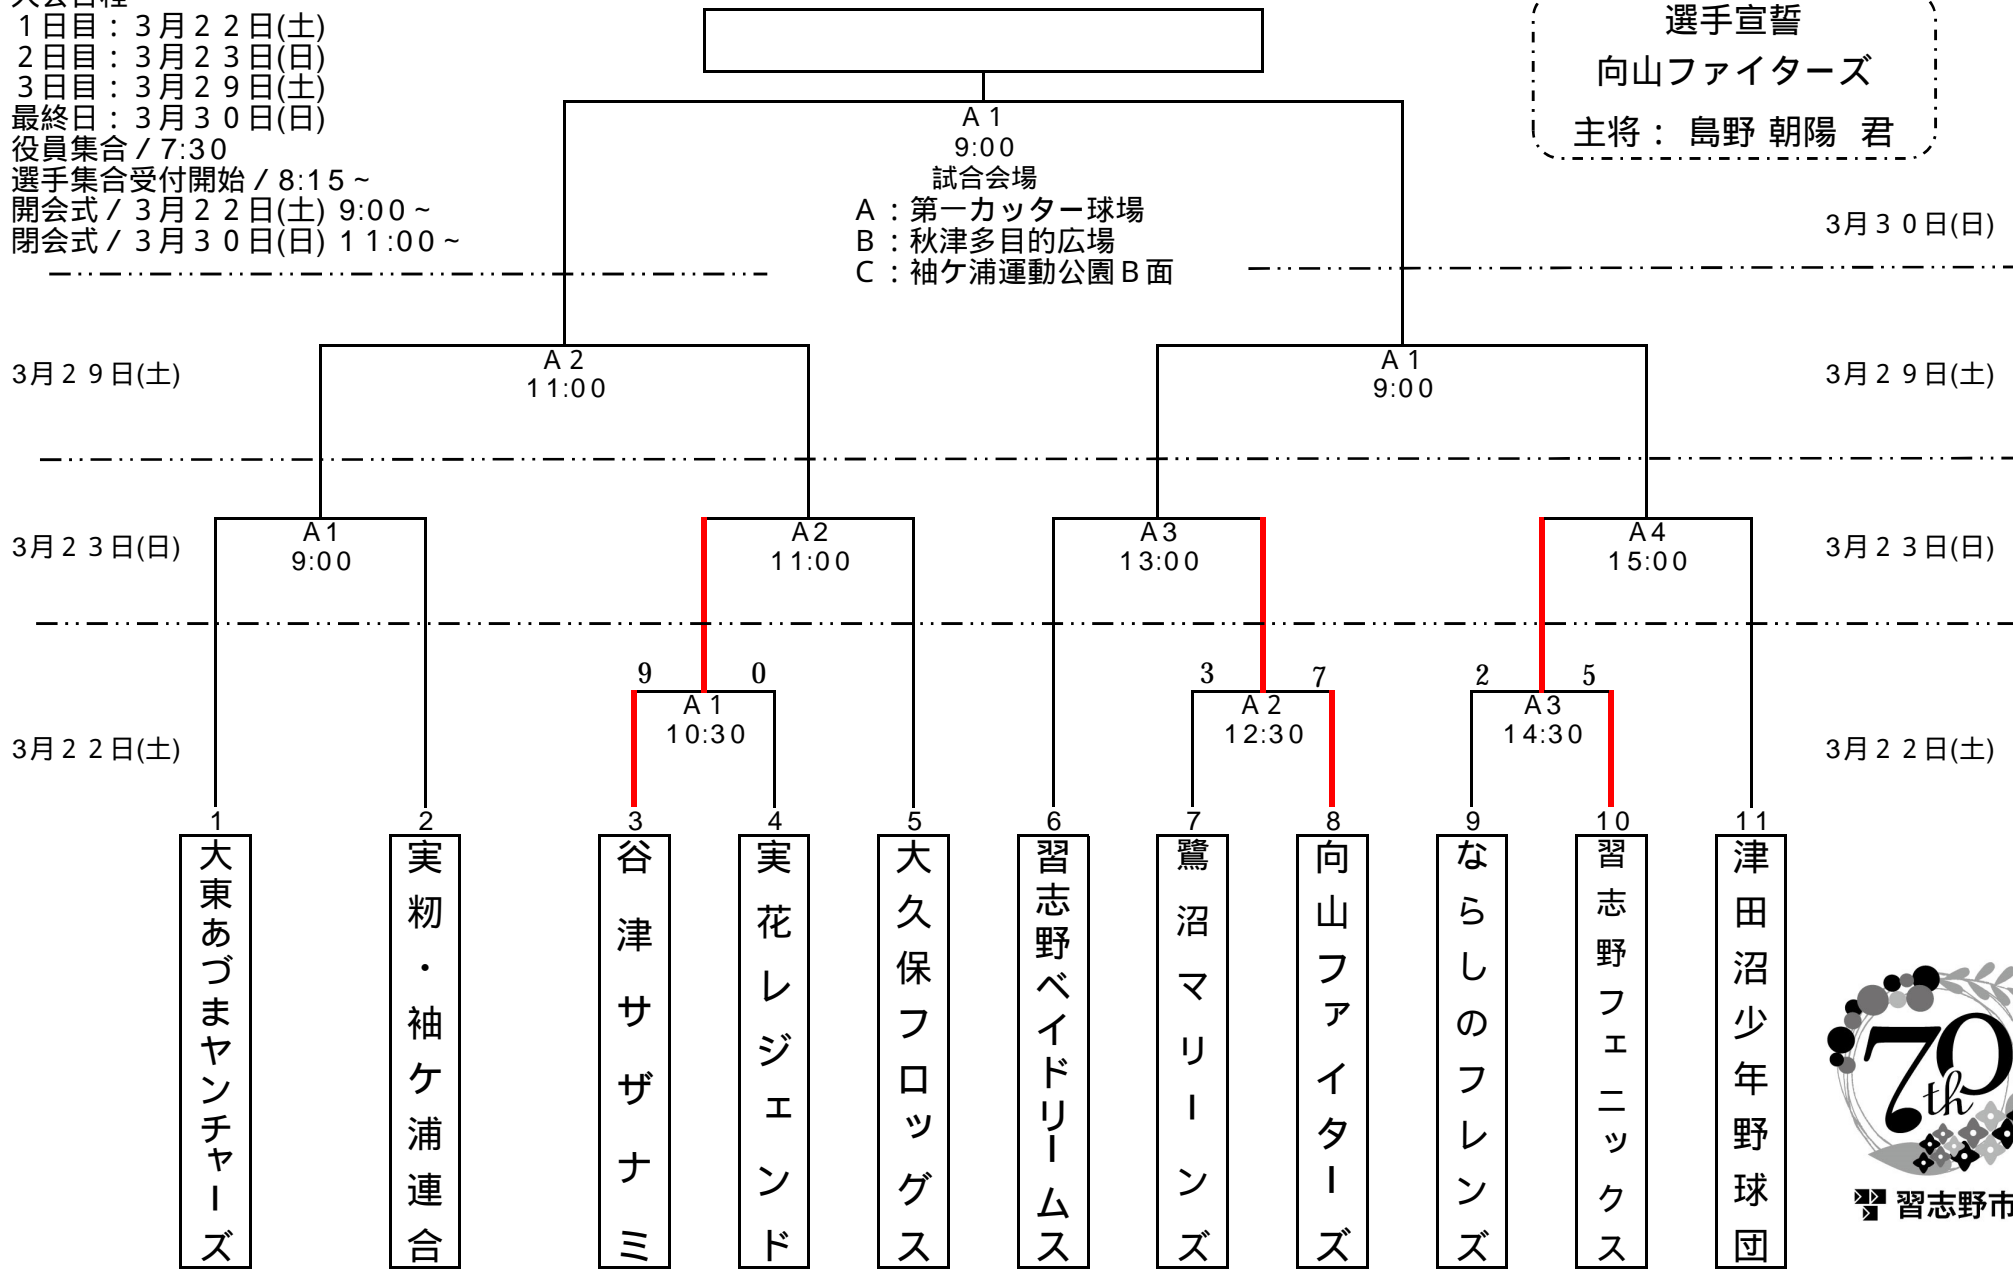 1日目：３月２２日(土)
2日目：３月２３日(日)
3日目：３月２９日(土)
最終日：３月３０日(日)
役員集合 / 7:30
選手集合受付開始 / 8:15 ~
開会式 / ３月２２日(土) 9:00 ~
閉会式 / ３月３０日(日) 11:00 ~
選手宣誓
向山ファイターズ
主将： 島野 朝陽 君
A 1
9:00
試合会場
A ：第一カッター球場
B ：秋津多目的広場
C ：袖ケ浦運動公園Ｂ面
3月３０日(日)
3月２９日(土)
A 2
11:00
A 1
9:00
3月２９日(土)
3月２３日(日)
A1
9:00
A2
11:00
A3
13:00
A4
15:00
3月２３日(日)
3月２２日(土)
9 0
A 1
10:30
3 7
A 2
12:30
2 5
A3
14:30
3月２２日(土)
1
大東あづまヤンチャーズ
2
実籾・袖ケ浦連合
3
谷津サザナミ
4
実花レジェンド
5
大久保フロッグス
6
習志野ベイドリームス
7
鷺沼マリーンズ
8
向山ファイターズ
9
ならしのフレンズ
10
習志野フェニックス
11
津田沼少年野球団
70th
習志野市